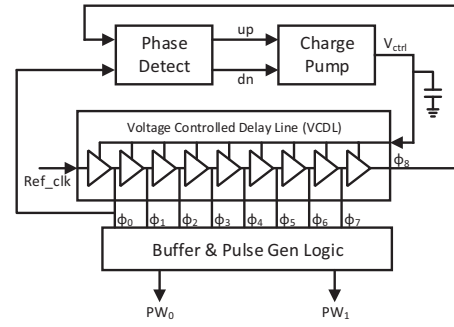 Phase Detect
up
dn
Charge Pump
V_ctrl
Voltage Controlled Delay Line (VCDL)
Ref_clk
ϕ8
ϕ0 ϕ1 ϕ2 ϕ3 ϕ4 ϕ5 ϕ6 ϕ7
Buffer & Pulse Gen Logic
PW0 PW1